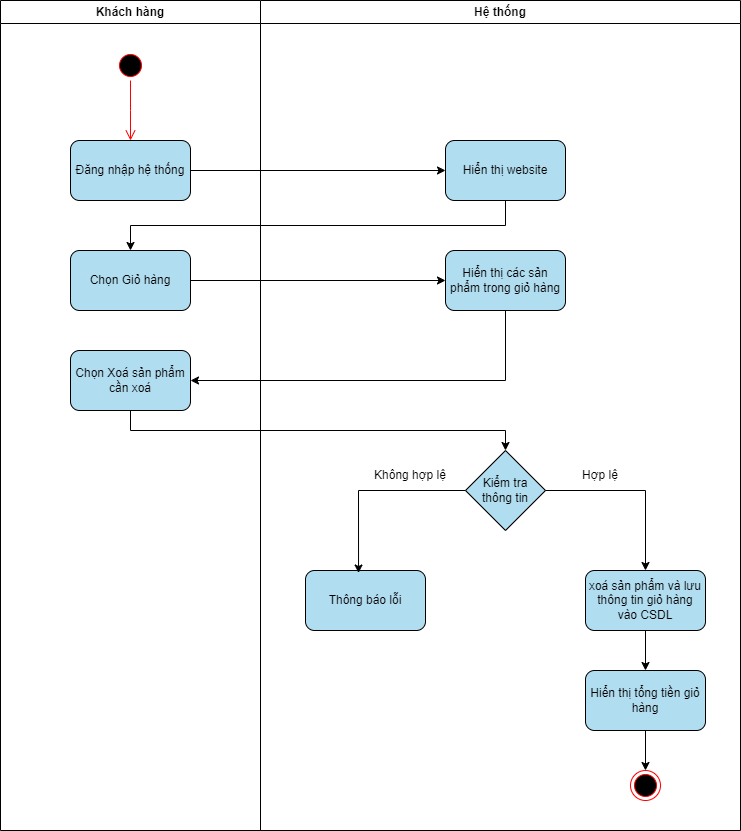 Khách hàng
Hệ thống
Đăng nhập hệ thống
Hiển thị website
Chọn Giỏ hàng
Hiển thị các sản
phẩm trong giỏ hàng
Chọn Xoá sản phẩm
cần xoá
Kiểm tra
thông tin
Không hợp lệ
Hợp lệ
Thông báo lỗi
xoá sản phẩm và lưu
thông tin giỏ hàng
vào CSDL
Hiển thị tổng tiền giỏ
hàng